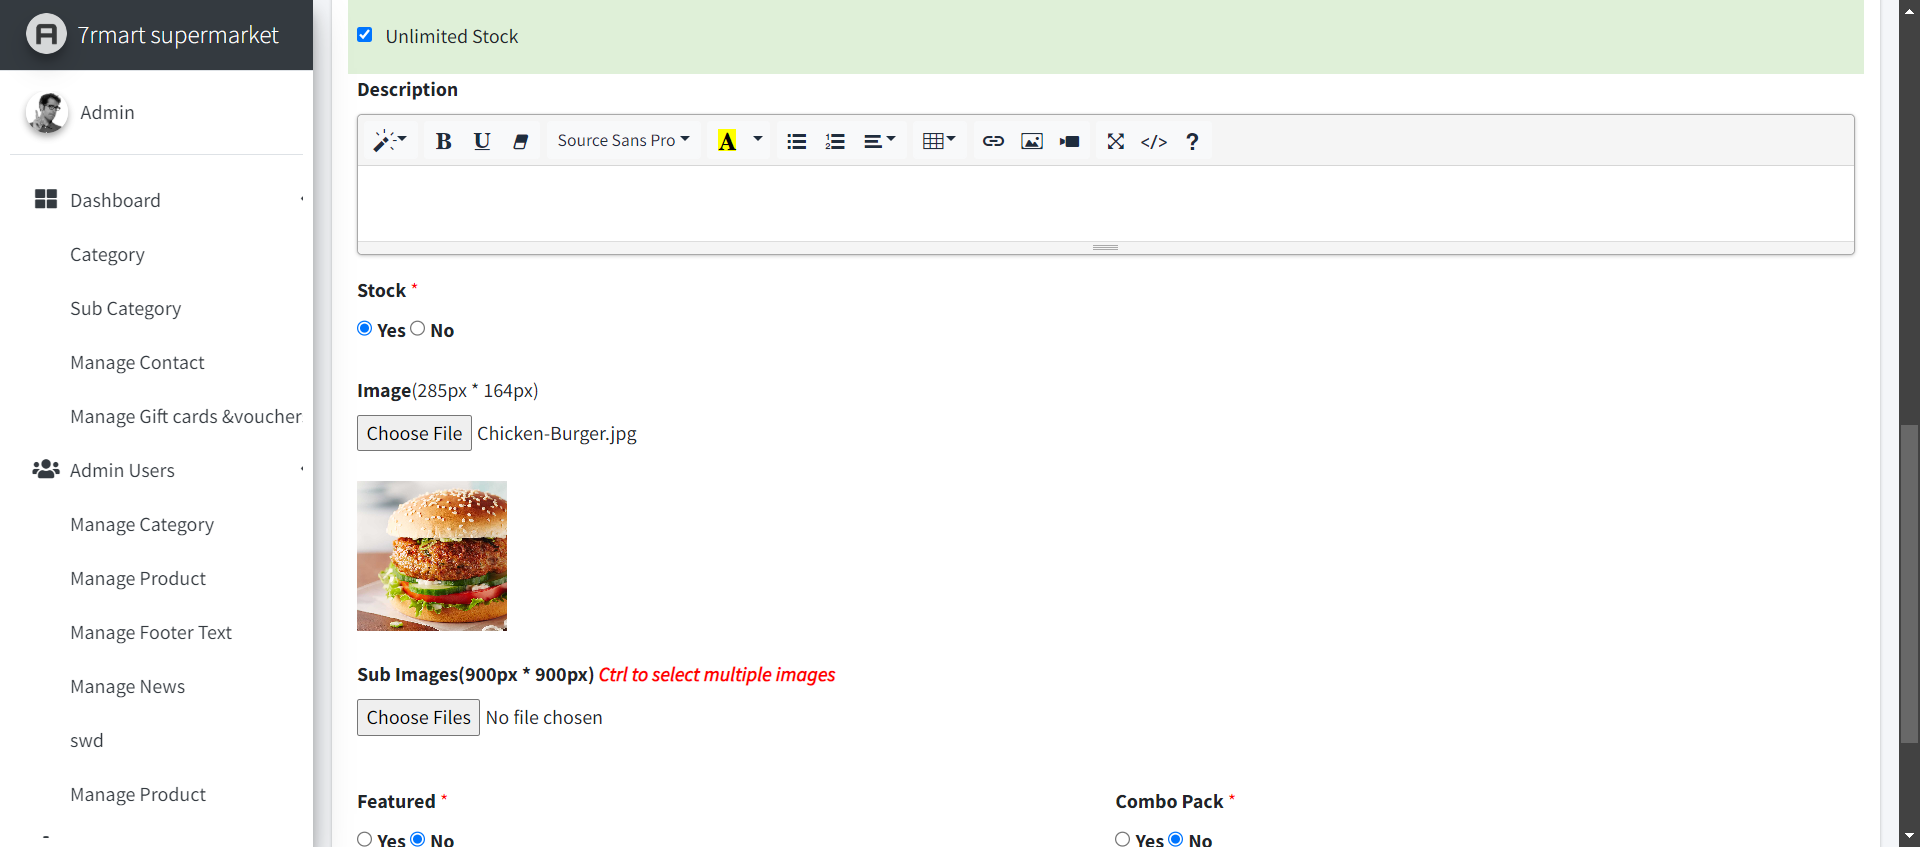 7rmart supermarket
Admin
Dashboard
Category
Sub Category
Manage Contact
Manage Gift cards &voucher
Admin Users
Manage Category
Manage Product
Manage Footer Text
Manage News
swd
Manage Product
Unlimited Stock
Description
B U Source Sans Pro A </> ?
Stock *
Yes No
Image(285px * 164px)
Choose File Chicken-Burger.jpg
Sub Images(900px * 900px) Ctrl to select multiple images
Choose Files No file chosen
Featured * Combo Pack *
Yes No Yes No